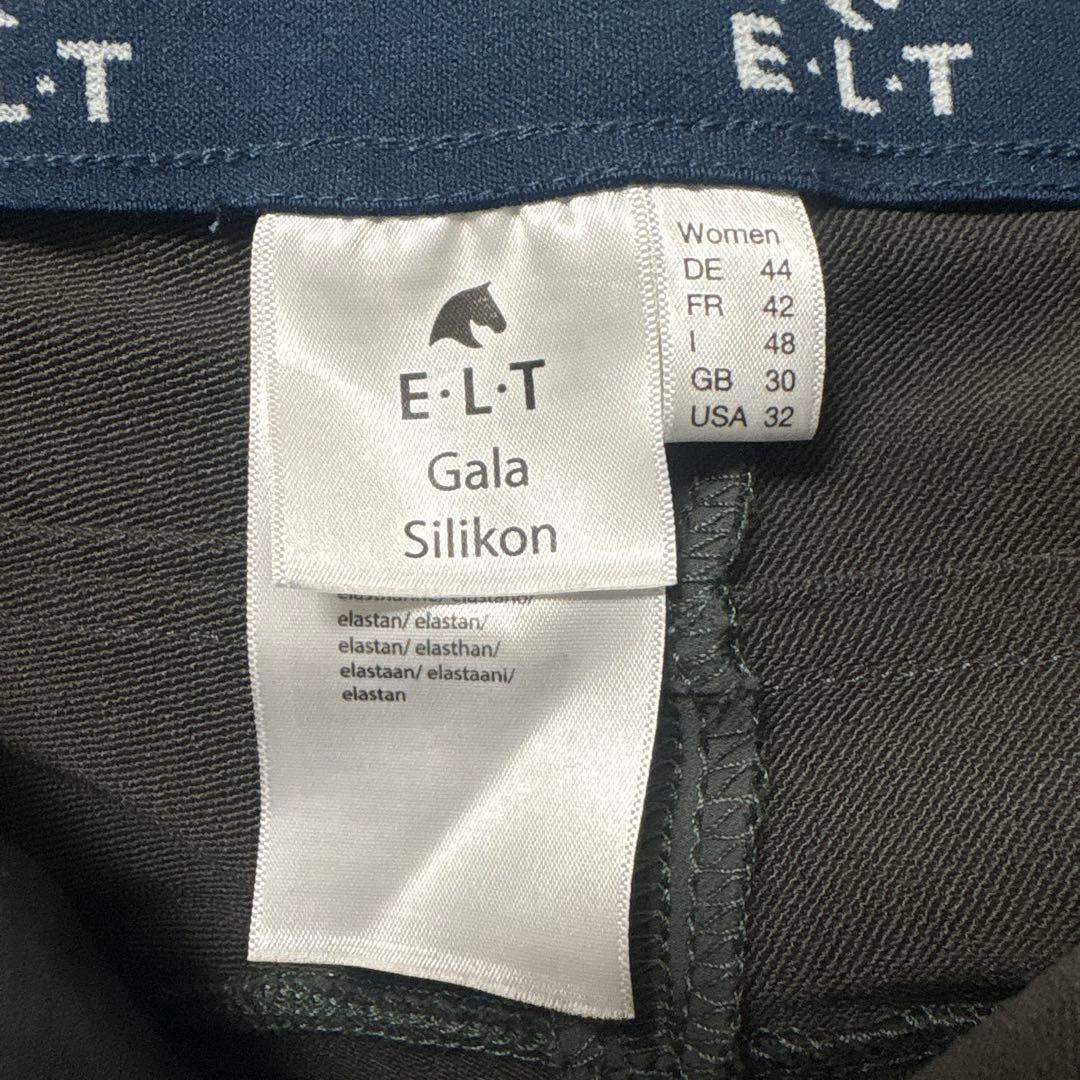 L·T
E·L·T
E·L·T
Gala
Silikon
Women
DE 44
FR 42
I 48
GB 30
USA 32
elastan/ elastan/
elastan/ elasthan/
elastaan/ elastaani/
elastan